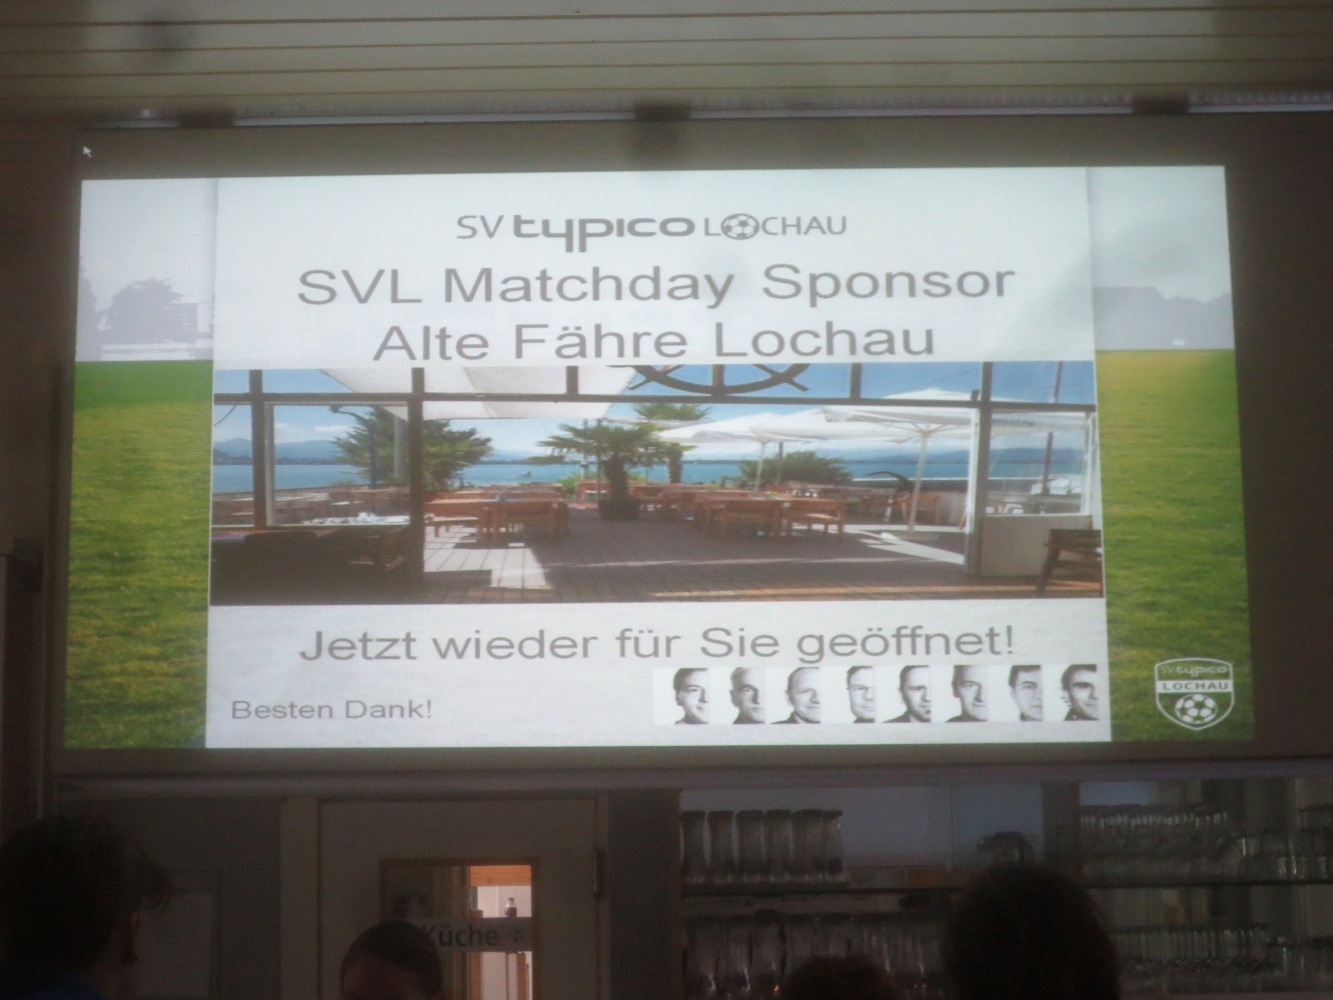 SV typico LOCHAU
SVL Matchday Sponsor
Alte Fähre Lochau
Jetzt wieder für Sie geöffnet!
Besten Dank!
SV typico
LOCHAU
Küche